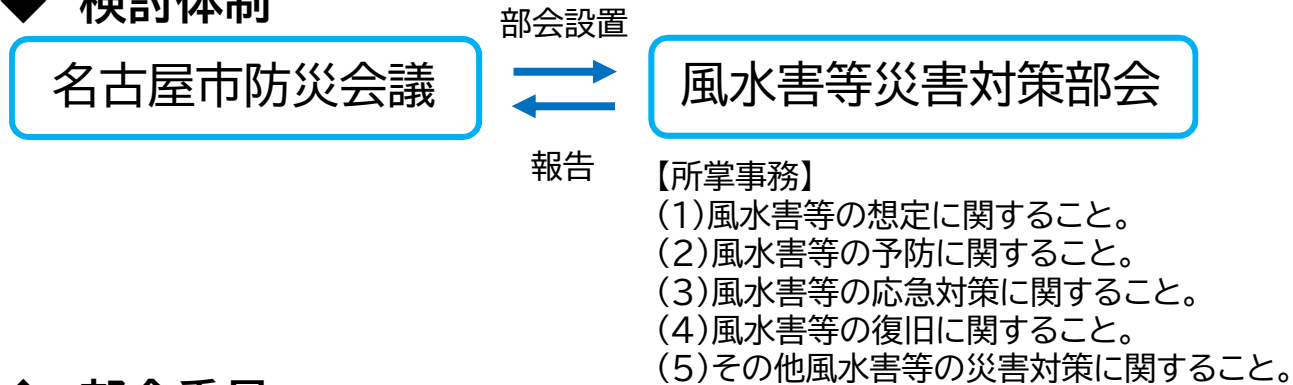 ◆ 検討体制
部会設置
名古屋市防災会議
風水害等災害対策部会
報告
【所掌事務】
(1)風水害等の想定に関すること。
(2)風水害等の予防に関すること。
(3)風水害等の応急対策に関すること。
(4)風水害等の復旧に関すること。
(5)その他風水害等の災害対策に関すること。